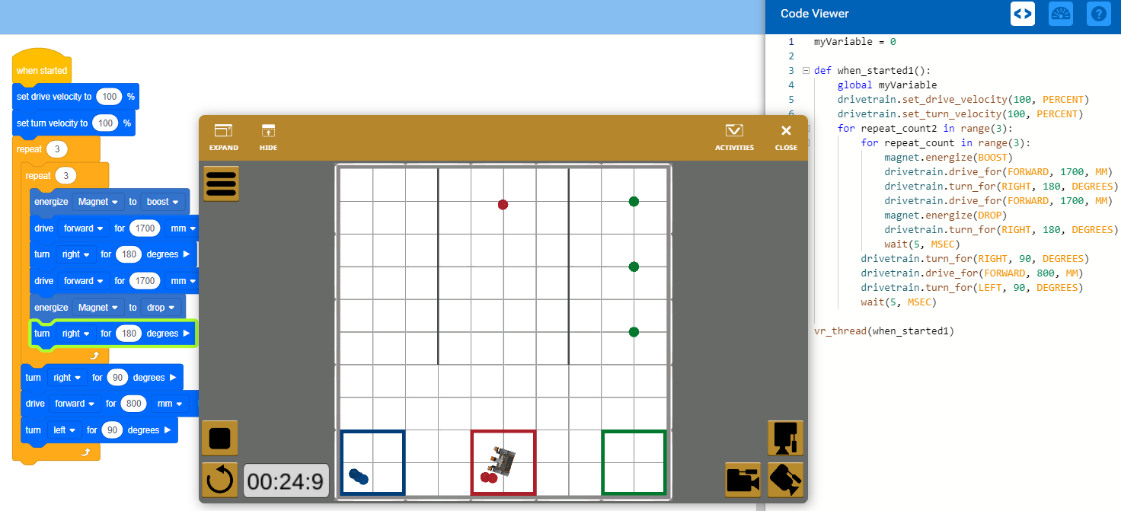 Code Viewer
when started
set drive velocity to 100 %
set turn velocity to 100 %
repeat 3
repeat 3
energize Magnet to boost
drive forward for 1700 mm
turn right for 180 degrees
drive forward for 1700 mm
energize Magnet to drop
turn right for 180 degrees
turn right for 90 degrees
drive forward for 800 mm
turn left for 90 degrees
EXPAND HIDE ACTIVITIES CLOSE
00:24:9
1 myVariable = 0
2
3 def when_started1():
4 global myVariable
5 drivetrain.set_drive_velocity(100, PERCENT)
6 drivetrain.set_turn_velocity(100, PERCENT)
for repeat_count2 in range(3):
for repeat_count in range(3):
magnet.energize(BOOST)
drivetrain.drive_for(FORWARD, 1700, MM)
drivetrain.turn_for(RIGHT, 180, DEGREES)
drivetrain.drive_for(FORWARD, 1700, MM)
magnet.energize(DROP)
drivetrain.turn_for(RIGHT, 180, DEGREES)
wait(5, MSEC)
drivetrain.turn_for(RIGHT, 90, DEGREES)
drivetrain.drive_for(FORWARD, 800, MM)
drivetrain.turn_for(LEFT, 90, DEGREES)
wait(5, MSEC)
vr_thread(when_started1)